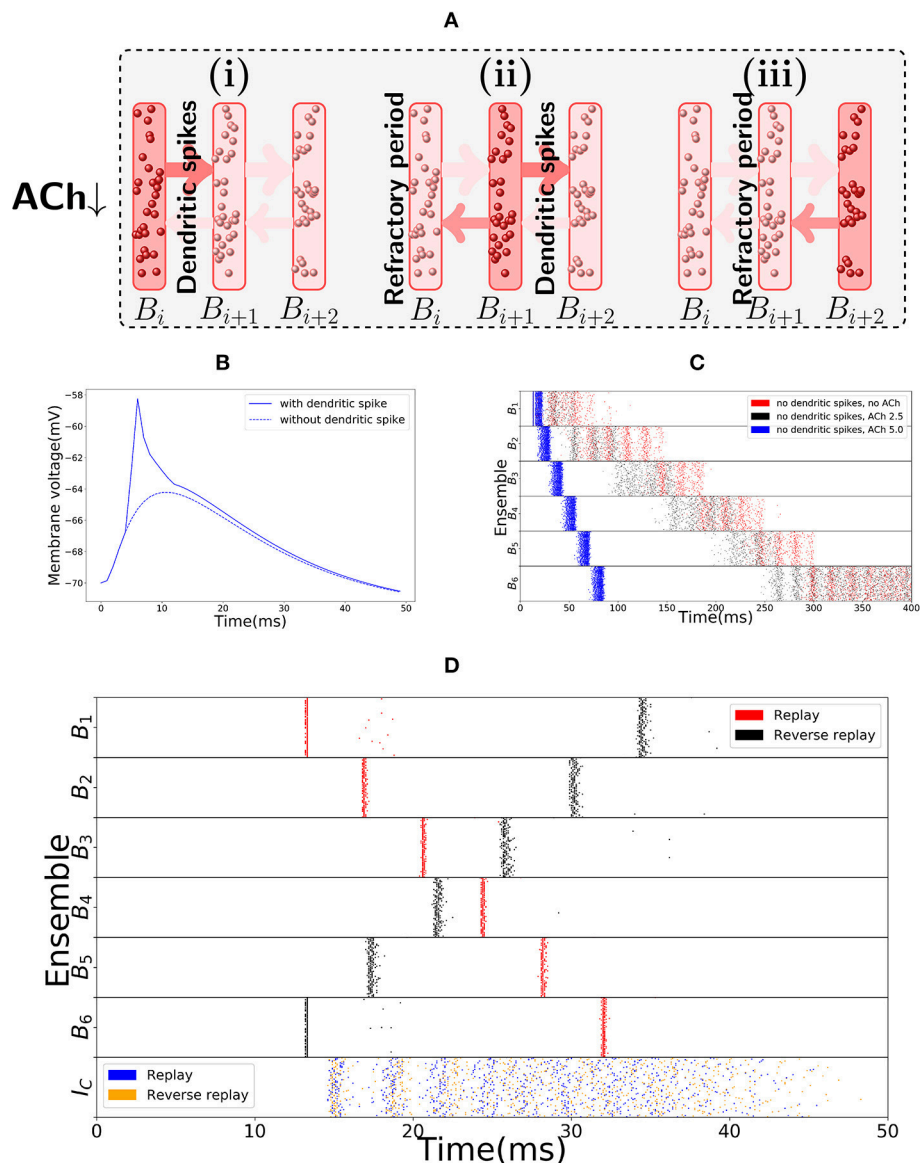 A
(i)
(ii)
(iii)
ACh↓
Dendritic spikes
Refractory period
Dendritic spikes
Refractory period
B_i
B_{i+1}
B_{i+2}
B_i
B_{i+1}
B_{i+2}
B_i
B_{i+1}
B_{i+2}
B
−58
−60
−62
−64
−66
−68
−70
Membrane voltage(mV)
with dendritic spike
without dendritic spike
0 10 20 30 40 50
Time(ms)
C
Ensemble
B_1
B_2
B_3
B_4
B_5
B_6
no dendritic spikes, no ACh
no dendritic spikes, ACh 2.5
no dendritic spikes, ACh 5.0
0 50 100 150 200 250 300 350 400
Time(ms)
D
Ensemble
B_1
B_2
B_3
B_4
B_5
B_6
I_C
Replay
Reverse replay
Replay
Reverse replay
0 10 20 30 40 50
Time(ms)